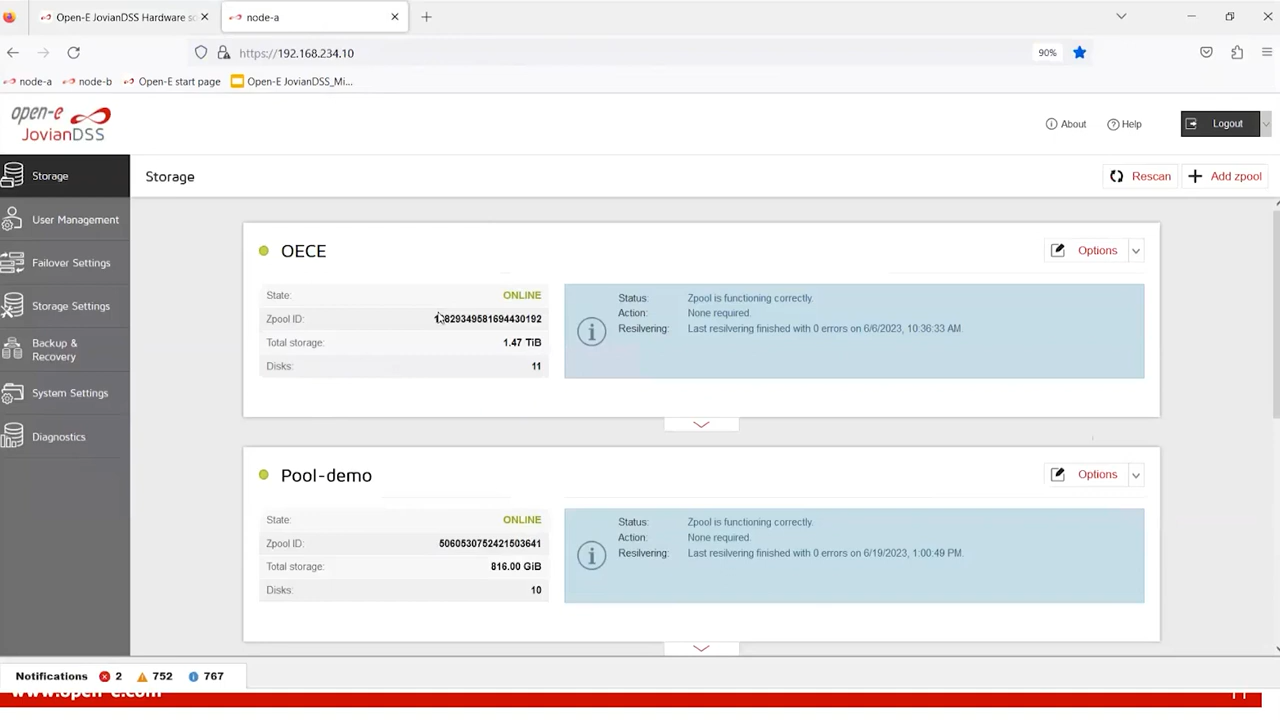 Open-E JovianDSS Hardware so
node-a
https://192.168.234.10
90%
node-a
node-b
Open-E start page
Open-E JovianDSS_Mi...
open-e
JovianDSS
About
Help
Logout
Storage
User Management
Failover Settings
Storage Settings
Backup &
Recovery
System Settings
Diagnostics
Storage
Rescan
Add zpool
OECE
Options
State: ONLINE
Zpool ID:
Total storage: 1.47 TiB
Disks: 11
Status: Zpool is functioning correctly.
Action: None required.
Resilvering: Last resilvering finished with 0 errors on 6/6/2023, 10:36:33 AM.
Pool-demo
Options
State: ONLINE
Zpool ID: 5060530752421503641
Total storage: 816.00 GiB
Disks: 10
Status: Zpool is functioning correctly.
Action: None required.
Resilvering: Last resilvering finished with 0 errors on 6/19/2023, 1:00:49 PM.
Notifications 2 752 767
www.open-e.com